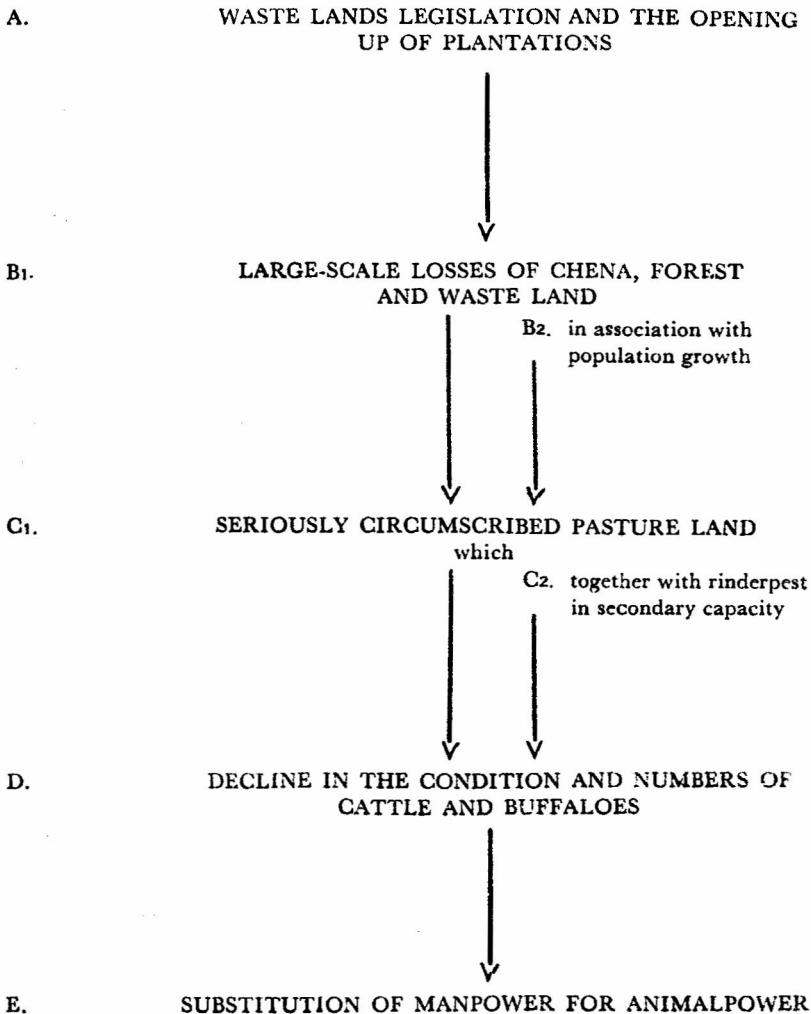 A. WASTE LANDS LEGISLATION AND THE OPENING
UP OF PLANTATIONS
B1. LARGE-SCALE LOSSES OF CHENA, FOREST
AND WASTE LAND
B2. in association with
population growth
C1. SERIOUSLY CIRCUMSCRIBED PASTURE LAND
which
C2. together with rinderpest
in secondary capacity
D. DECLINE IN THE CONDITION AND NUMBERS OF
CATTLE AND BUFFALOES
E. SUBSTITUTION OF MANPOWER FOR ANIMALPOWER